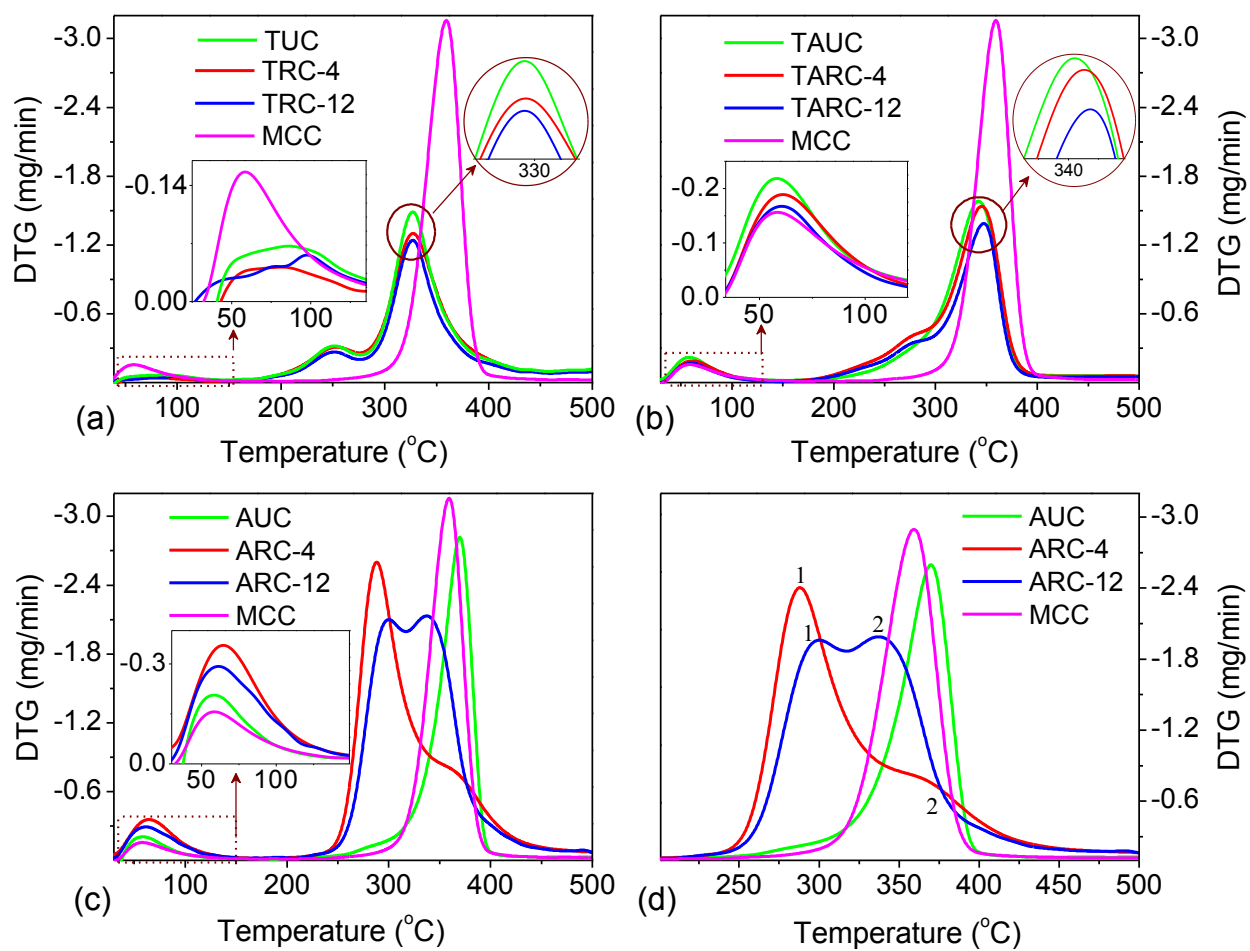 TUC
TRC-4
TRC-12
MCC
-3.0
-2.4
-1.8
-1.2
-0.6
DTG (mg/min)
-0.14
0.00
50
100
330
100
200
300
400
500
Temperature (°C)
(a)
TAUC
TARC-4
TARC-12
MCC
-3.0
-2.4
-1.8
-1.2
-0.6
DTG (mg/min)
-0.2
-0.1
0.0
50
100
340
100
200
300
400
500
Temperature (°C)
(b)
AUC
ARC-4
ARC-12
MCC
-3.0
-2.4
-1.8
-1.2
-0.6
DTG (mg/min)
-0.3
0.0
50
100
100
200
300
400
500
Temperature (°C)
(c)
AUC
ARC-4
ARC-12
MCC
-3.0
-2.4
-1.8
-1.2
-0.6
DTG (mg/min)
1
1
2
2
250
300
350
400
450
500
Temperature (°C)
(d)